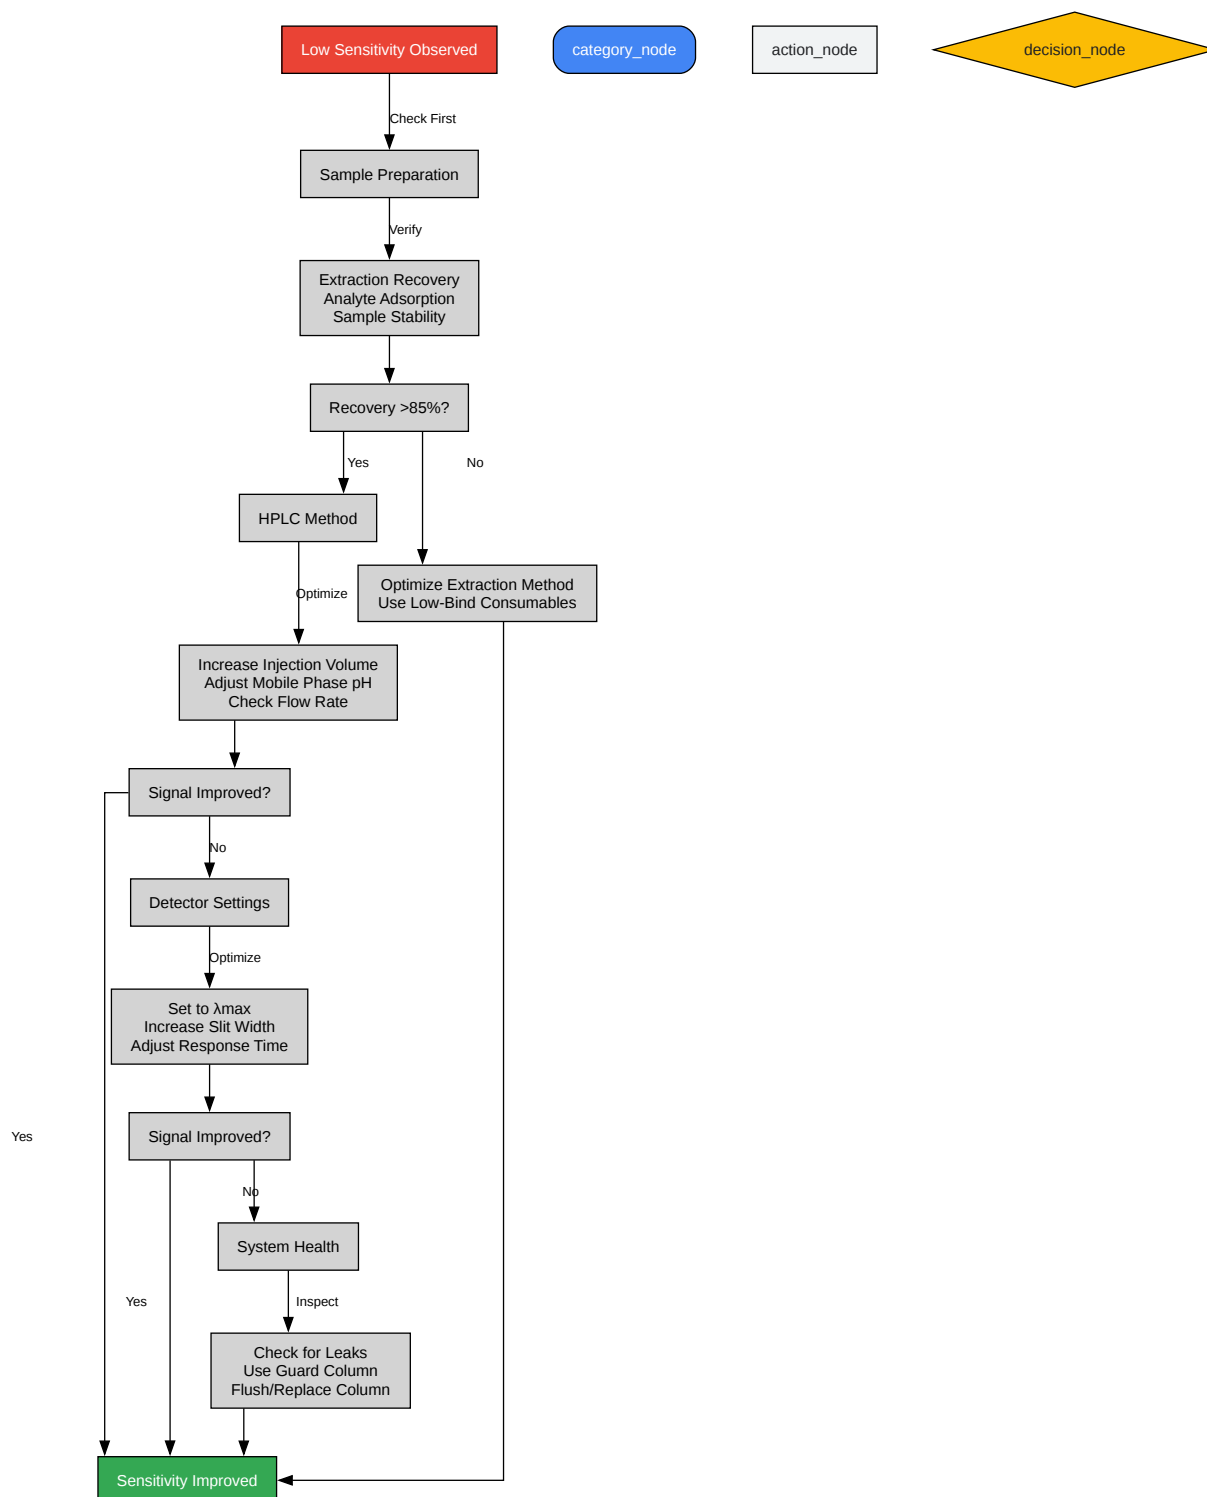 Low Sensitivity Observed
category_node
action_node
decision_node
Check First
Sample Preparation
Verify
Extraction Recovery
Analyte Adsorption
Sample Stability
Recovery >85%?
Yes
No
HPLC Method
Optimize Extraction Method
Use Low-Bind Consumables
Optimize
Increase Injection Volume
Adjust Mobile Phase pH
Check Flow Rate
Signal Improved?
No
Detector Settings
Optimize
Set to λmax
Increase Slit Width
Adjust Response Time
Yes
Signal Improved?
No
System Health
Yes
Inspect
Check for Leaks
Use Guard Column
Flush/Replace Column
Sensitivity Improved